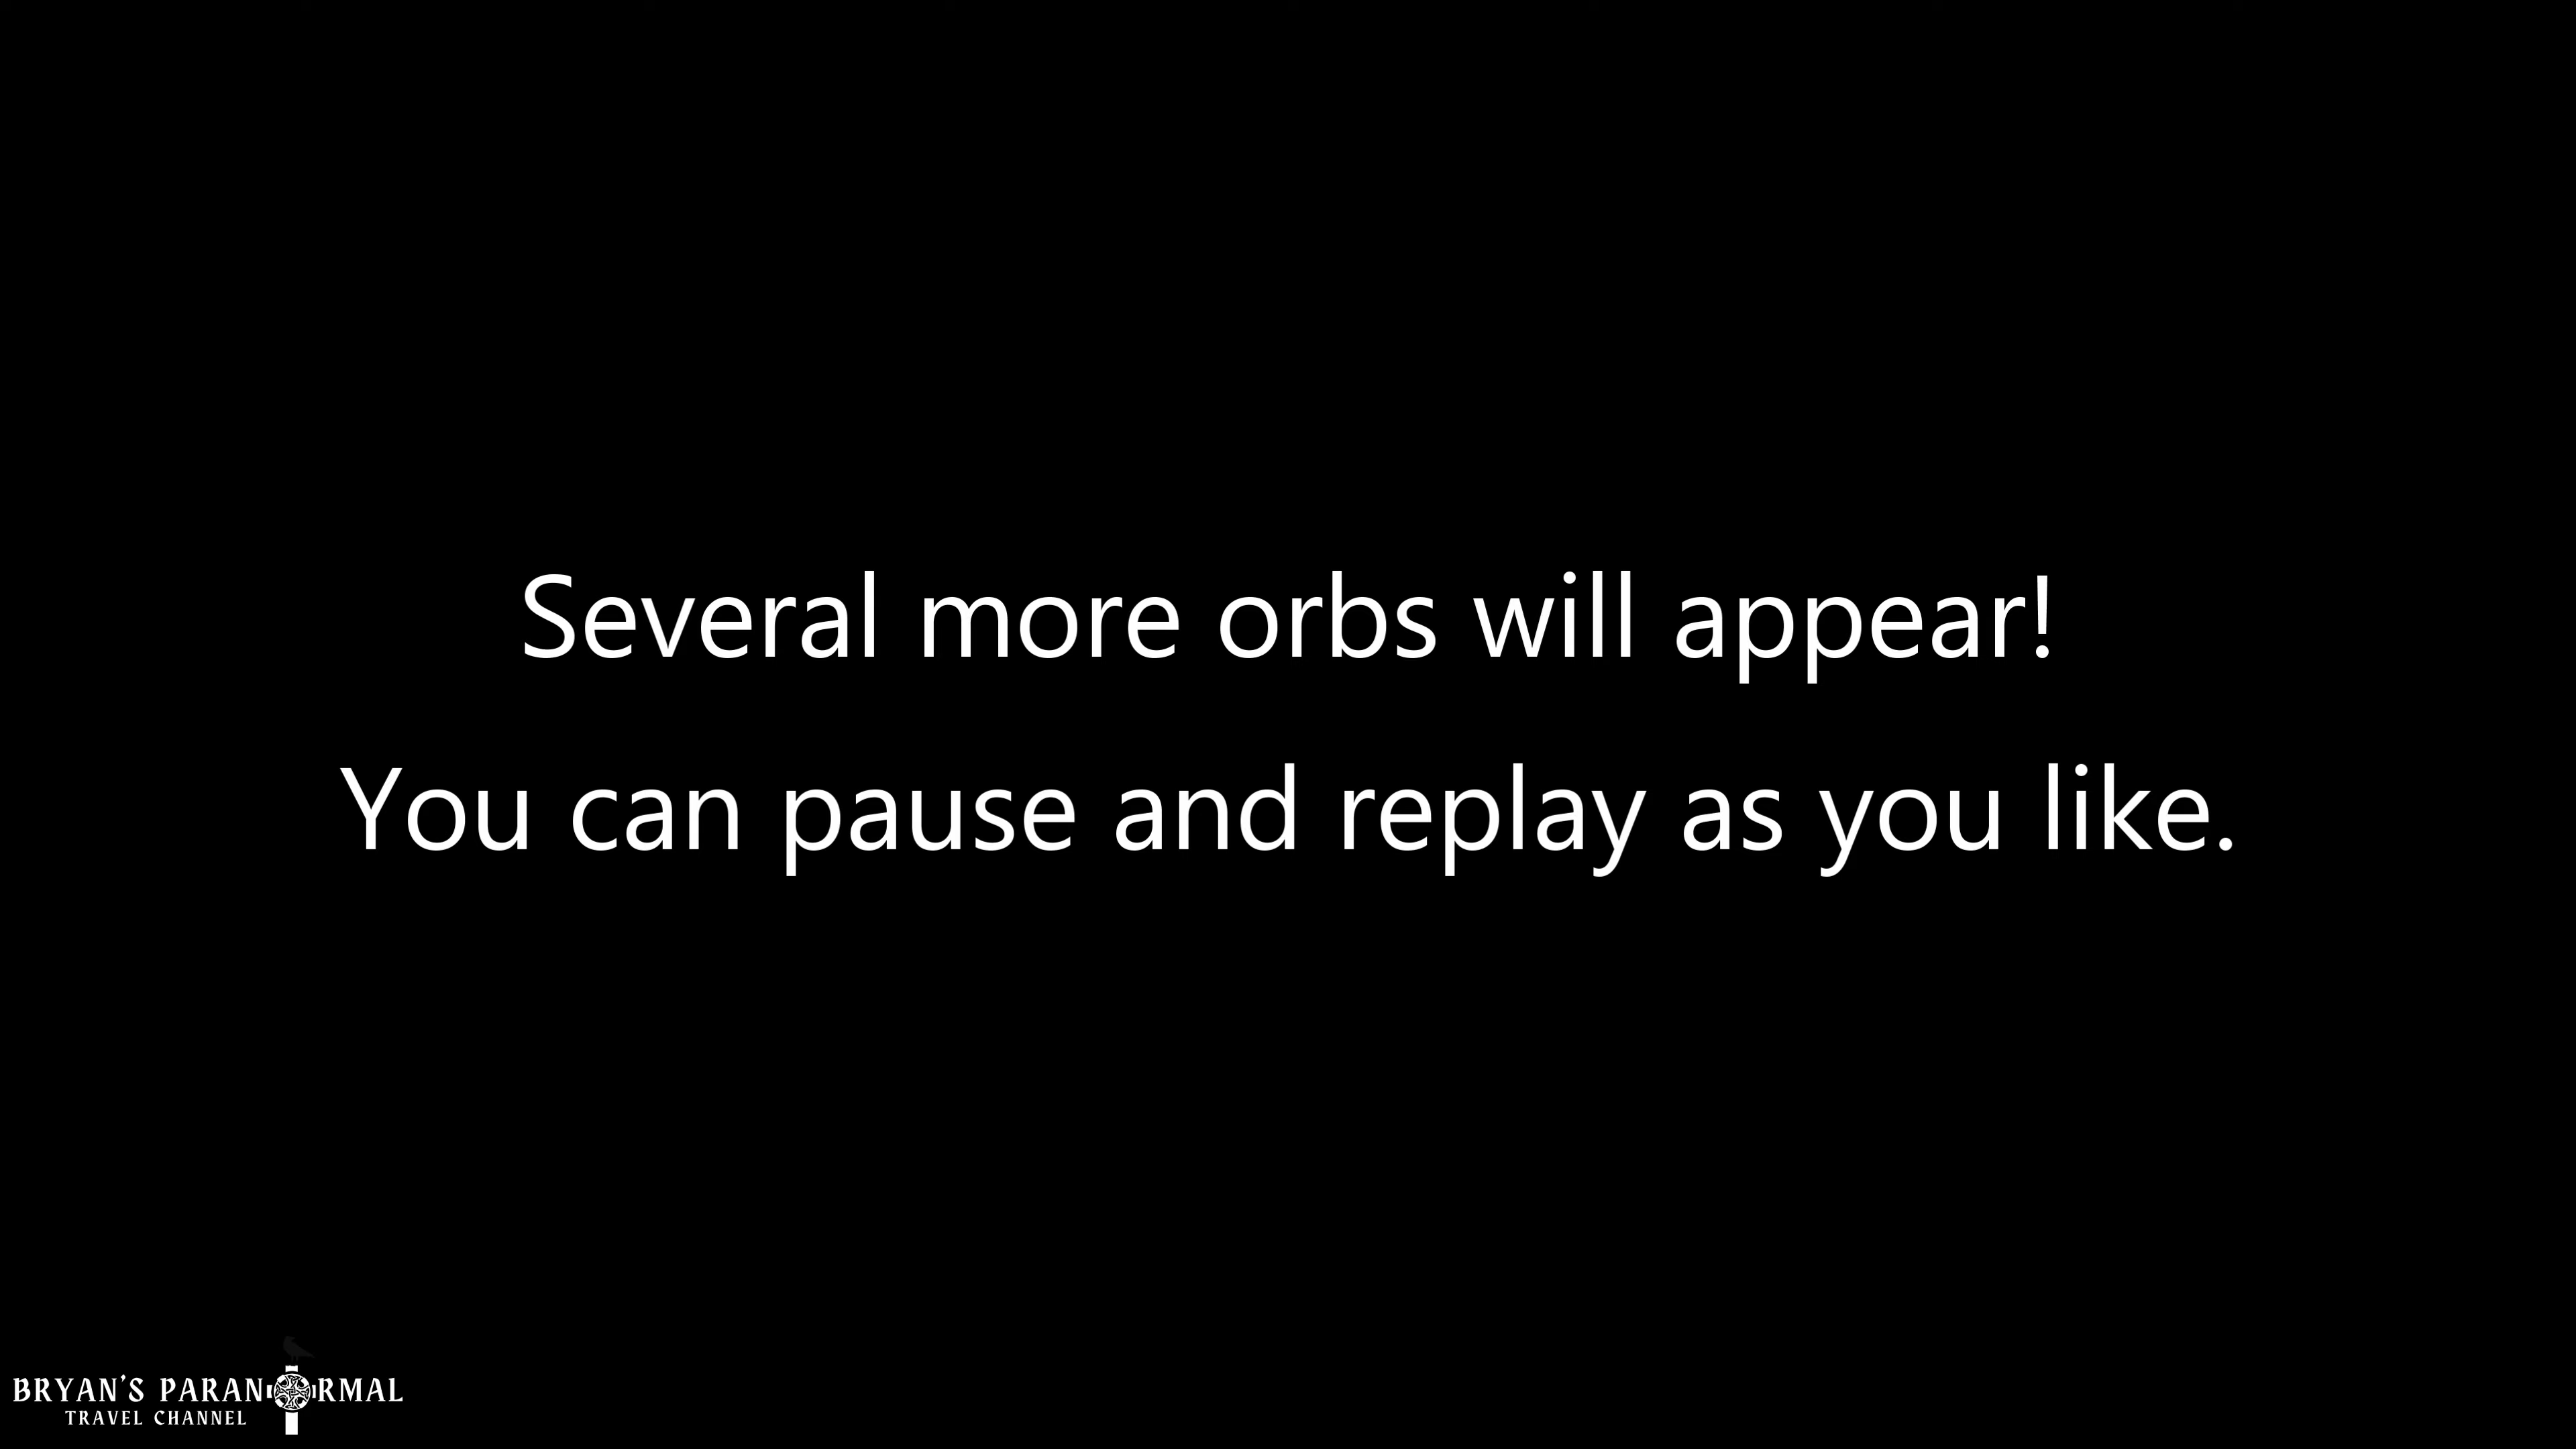 Several more orbs will appear!
You can pause and replay as you like.
BRYAN'S PARANORMAL
TRAVEL CHANNEL